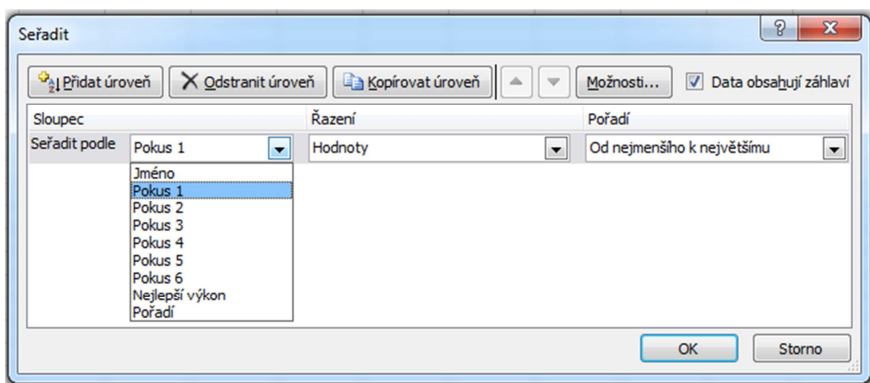 Seřadit
Přidat úroveň Odstranit úroveň Kopírovat úroveň Možnosti... Data obsahují záhlaví
Sloupec Řazení Pořadí
Seřadit podle Pokus 1 Hodnoty Od nejmenšího k největšímu
Jméno
Pokus 1
Pokus 2
Pokus 3
Pokus 4
Pokus 5
Pokus 6
Nejlepší výkon
Pořadí
OK Storno